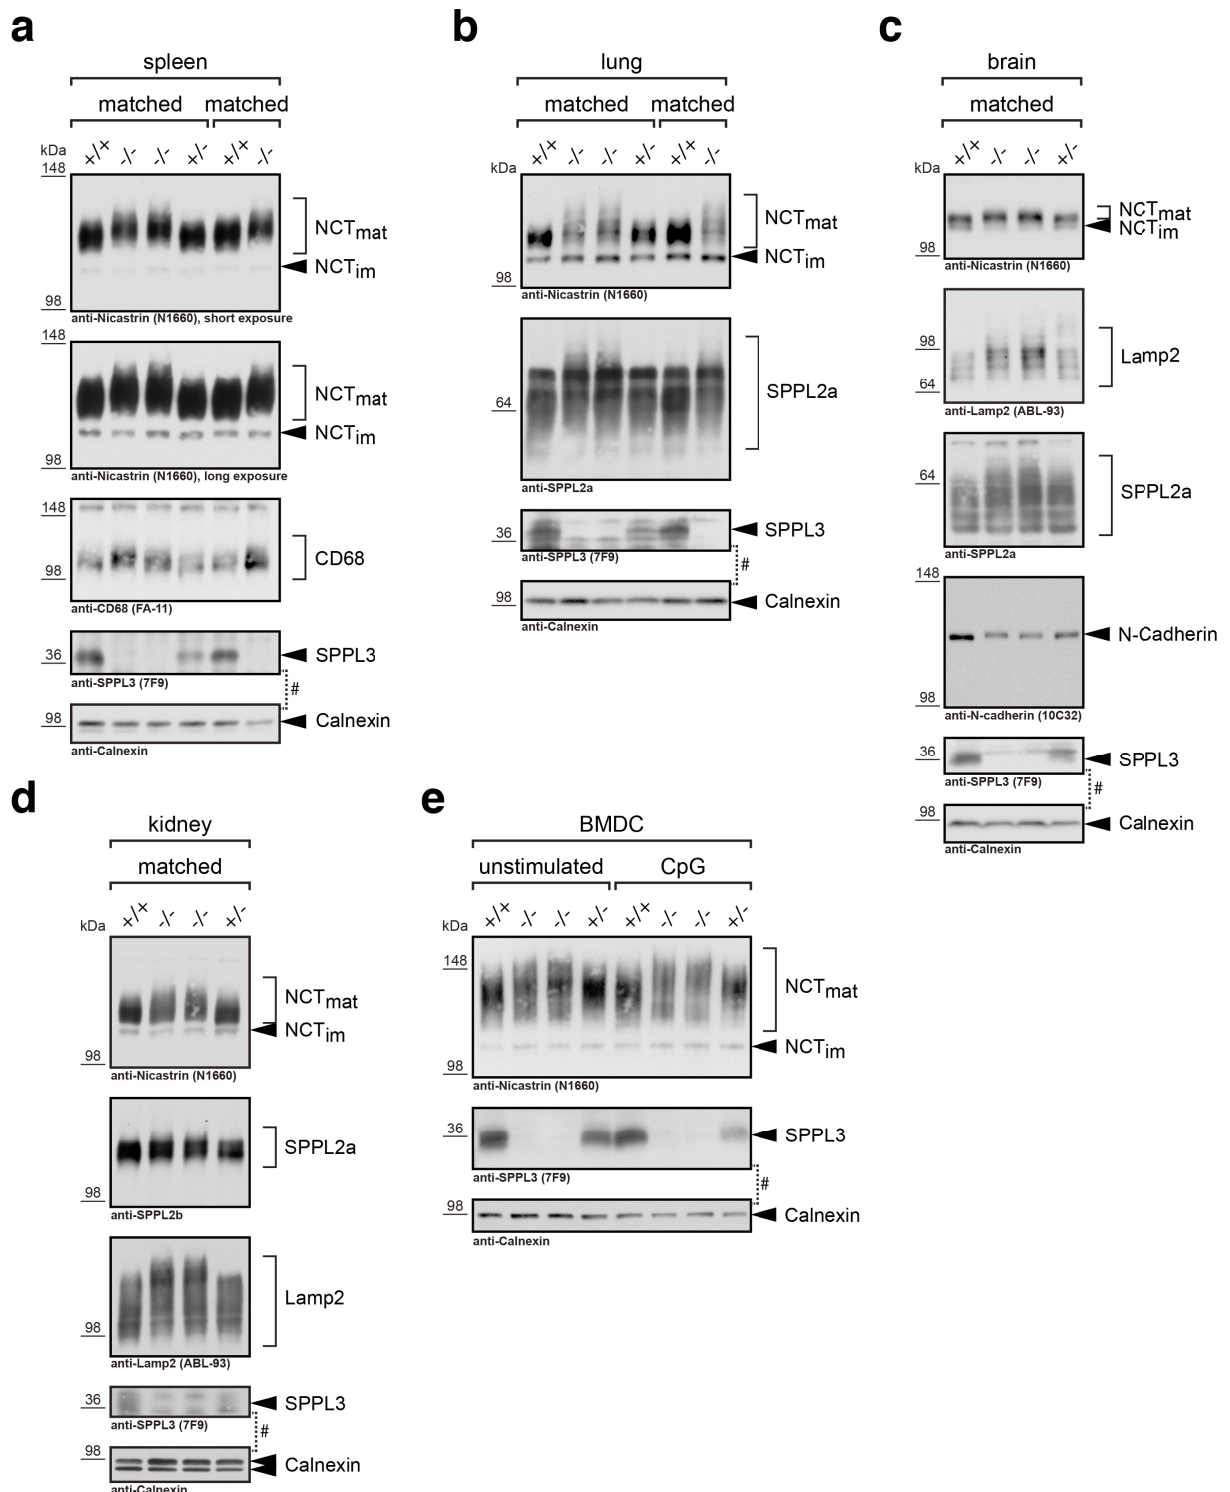 a
spleen
matched matched
kDa
+/+ -/- -/- +/- +/+ -/-
148
NCTmat
NCTim
98
anti-Nicastrin (N1660), short exposure
148
NCTmat
NCTim
98
anti-Nicastrin (N1660), long exposure
148
CD68
98
anti-CD68 (FA-11)
36
SPPL3
anti-SPPL3 (7F9)
#
98
Calnexin
anti-Calnexin
b
lung
matched matched
kDa
+/+ -/- -/- +/- +/+ -/-
NCTmat
NCTim
98
anti-Nicastrin (N1660)
SPPL2a
64
anti-SPPL2a
SPPL3
36
anti-SPPL3 (7F9)
#
98
Calnexin
anti-Calnexin
c
brain
matched
kDa
+/+ -/- -/- +/-
NCTmat
NCTim
98
anti-Nicastrin (N1660)
98
Lamp2
64
anti-Lamp2 (ABL-93)
64
SPPL2a
anti-SPPL2a
148
N-Cadherin
98
anti-N-cadherin (10C32)
36
SPPL3
anti-SPPL3 (7F9)
#
98
Calnexin
anti-Calnexin
d
kidney
matched
kDa
+/+ -/- -/- +/-
NCTmat
NCTim
98
anti-Nicastrin (N1660)
SPPL2a
98
anti-SPPL2b
Lamp2
98
anti-Lamp2 (ABL-93)
36
SPPL3
anti-SPPL3 (7F9)
#
98
Calnexin
anti-Calnexin
e
BMDC
unstimulated CpG
kDa
+/+ -/- -/- +/- +/+ -/- -/- +/-
148
NCTmat
NCTim
98
anti-Nicastrin (N1660)
36
SPPL3
anti-SPPL3 (7F9)
#
98
Calnexin
anti-Calnexin